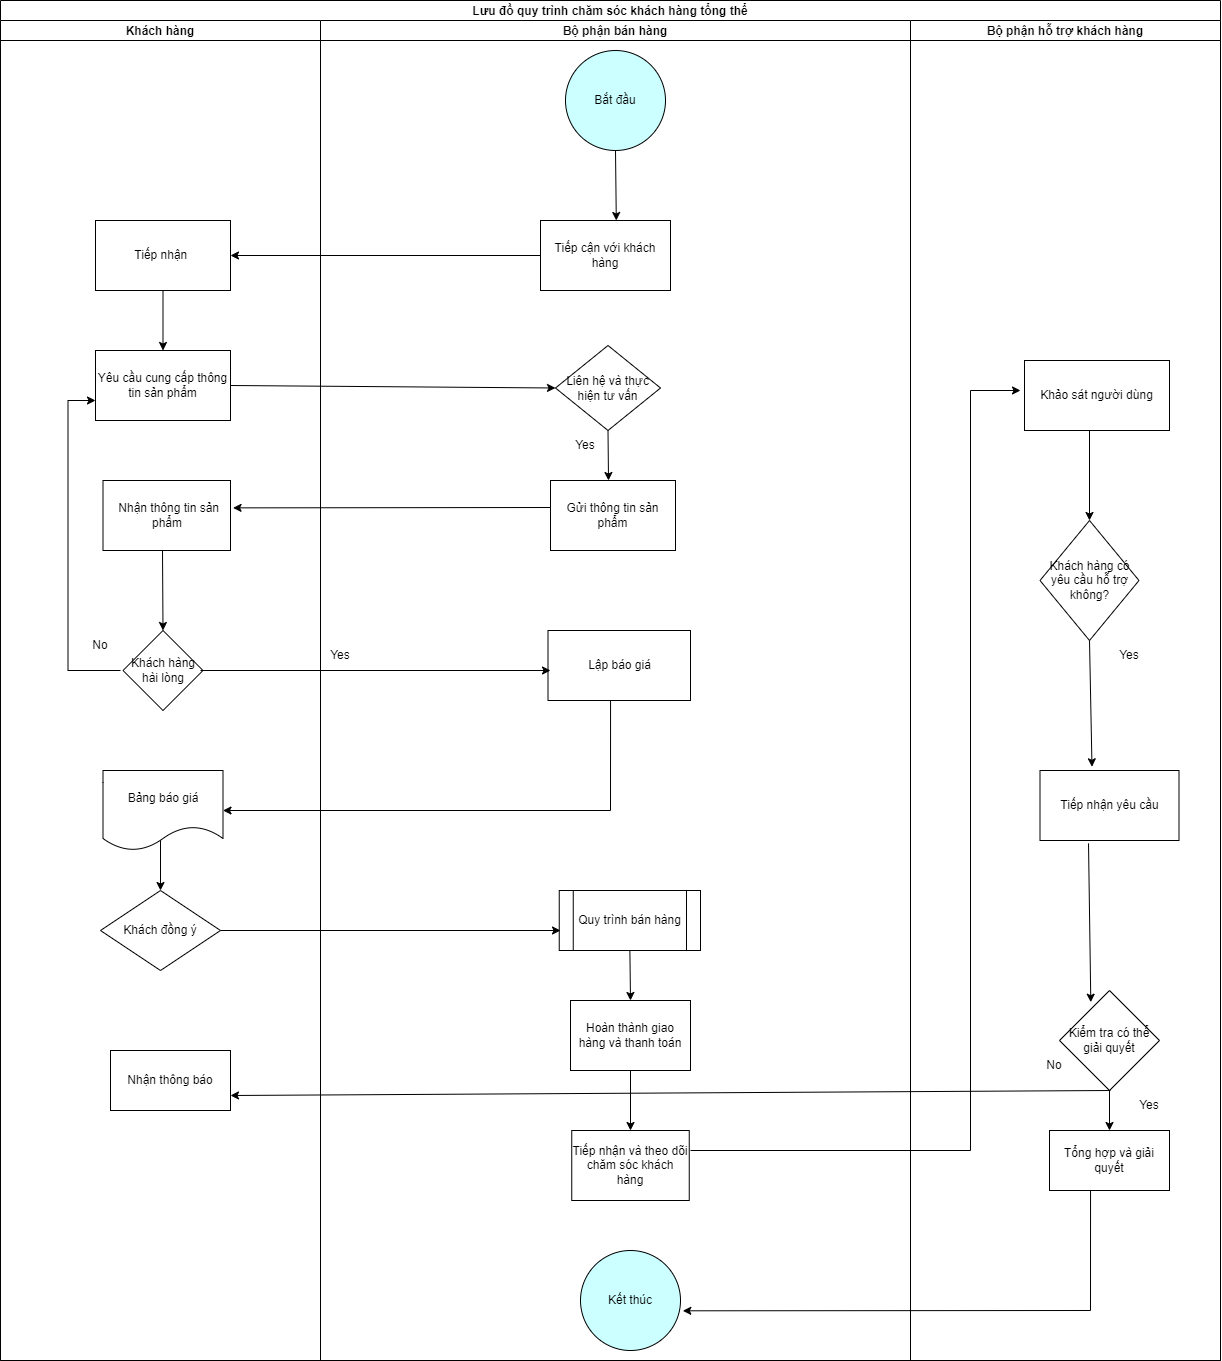 Lưu đồ quy trình chăm sóc khách hàng tổng thể
Khách hàng
Bộ phận bán hàng
Bộ phận hỗ trợ khách hàng
Bắt đầu
Tiếp nhận
Tiếp cận với khách
hàng
Yêu cầu cung cấp thông
tin sản phẩm
Liên hệ và thực
hiện tư vấn
Khảo sát người dùng
Yes
Nhận thông tin sản
phẩm
Gửi thông tin sản
phẩm
Khách hàng có
yêu cầu hỗ trợ
không?
No
Khách hàng
hải lòng
Yes
Lập báo giá
Yes
Bảng báo giá
Tiếp nhận yêu cầu
Khách đồng ý
Quy trình bán hàng
Hoàn thành giao
hàng và thanh toán
Kiểm tra có thể
giải quyết
No
Nhận thông báo
Yes
Tiếp nhận và theo dõi
chăm sóc khách
hàng
Tổng hợp và giải
quyết
Kết thúc